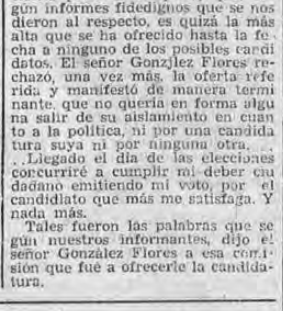 gún informes fidedignos que se nos
dieron al respecto, es quizá la más
alta que se ha ofrecido hasta la fe
cha a ninguno de los posibles candi
datos. El señor Gonzjlez Flores re-
chazó, una vez más, la oferta refe
rida y manifestó de manera termi
nante, que no quería en forma algu
na salir de su aislamiento en cuan
to a la política, ni por una candida
tura suya ni por ninguna otra. ..
...Llegado el día de las elecciones
concurriré a cumplir mi deber ciu
dadano emitiendo mi voto, por el
candidiato que más me satisfaga. Y
nada más.
Tales fueron las palabras que se
gún nuestros informantes, dijo el
señor González Flores a esa comi-
sión que fué a ofrecerle la candida-
tura.